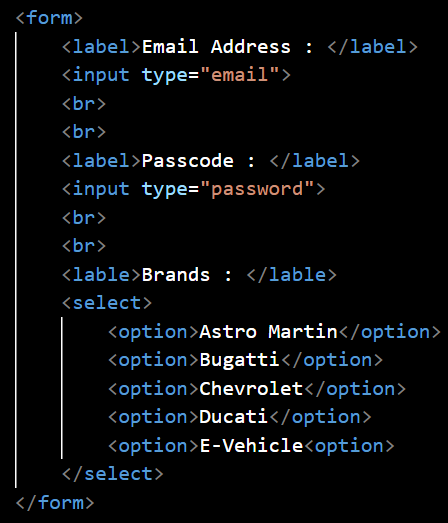 <form>
<label>Email Address : </label>
<input type="email">
<br>
<br>
<label>Passcode : </label>
<input type="password">
<br>
<br>
<lable>Brands : </lable>
<select>
<option>Astro Martin</option>
<option>Bugatti</option>
<option>Chevrolet</option>
<option>Ducati</option>
<option>E-Vehicle<option>
</select>
</form>